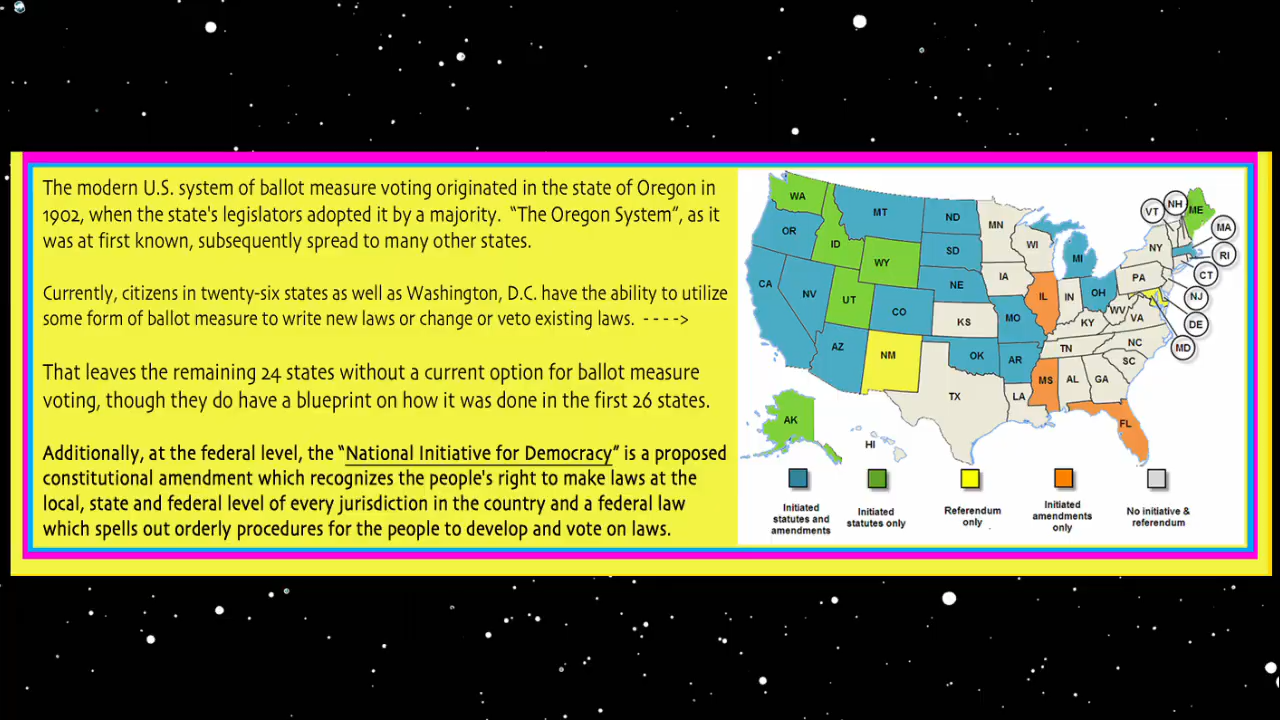 The modern U.S. system of ballot measure voting originated in the state of Oregon in
1902, when the state's legislators adopted it by a majority. “The Oregon System”, as it
was at first known, subsequently spread to many other states.
Currently, citizens in twenty-six states as well as Washington, D.C. have the ability to utilize
some form of ballot measure to write new laws or change or veto existing laws. - - - ->
That leaves the remaining 24 states without a current option for ballot measure
voting, though they do have a blueprint on how it was done in the first 26 states.
Additionally, at the federal level, the “National Initiative for Democracy” is a proposed
constitutional amendment which recognizes the people's right to make laws at the
local, state and federal level of every jurisdiction in the country and a federal law
which spells out orderly procedures for the people to develop and vote on laws.
WA
MT
ND
MN
VT
NH
ME
OR
ID
WY
SD
WI
MI
NY
MA
RI
CA
NV
UT
CO
NE
IA
IL
IN
OH
PA
CT
NJ
AZ
NM
KS
MO
KY
WV
VA
DE
MD
OK
AR
TN
NC
SC
TX
LA
MS
AL
GA
FL
AK
HI
Initiated
statutes and
amendments
Initiated
statutes only
Referendum
only
Initiated
amendments
only
No initiative &
referendum